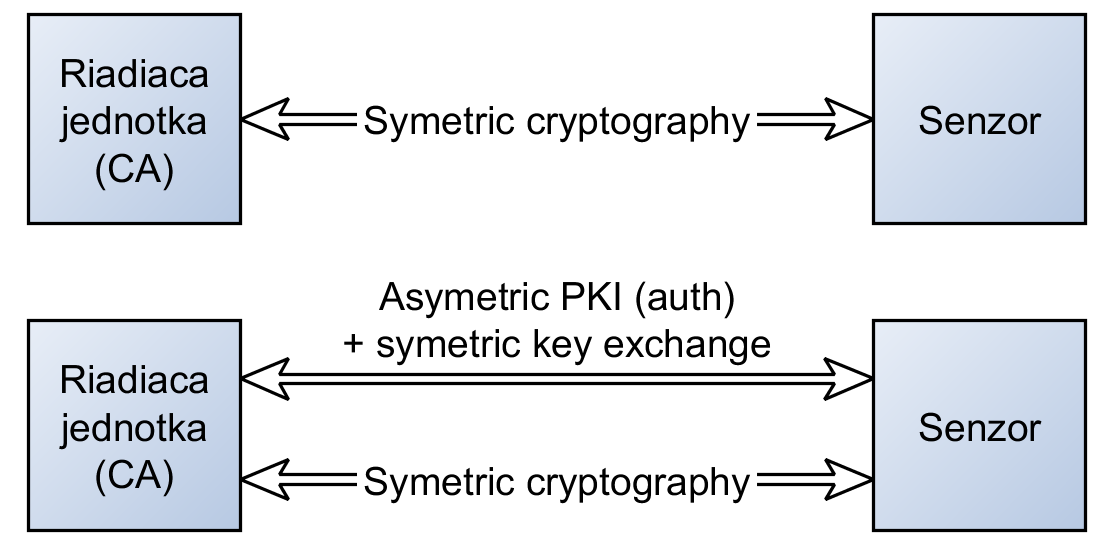 Riadiaca
jednotka
(CA)
Symetric cryptography
Senzor
Asymetric PKI (auth)
+ symetric key exchange
Riadiaca
jednotka
(CA)
Senzor
Symetric cryptography